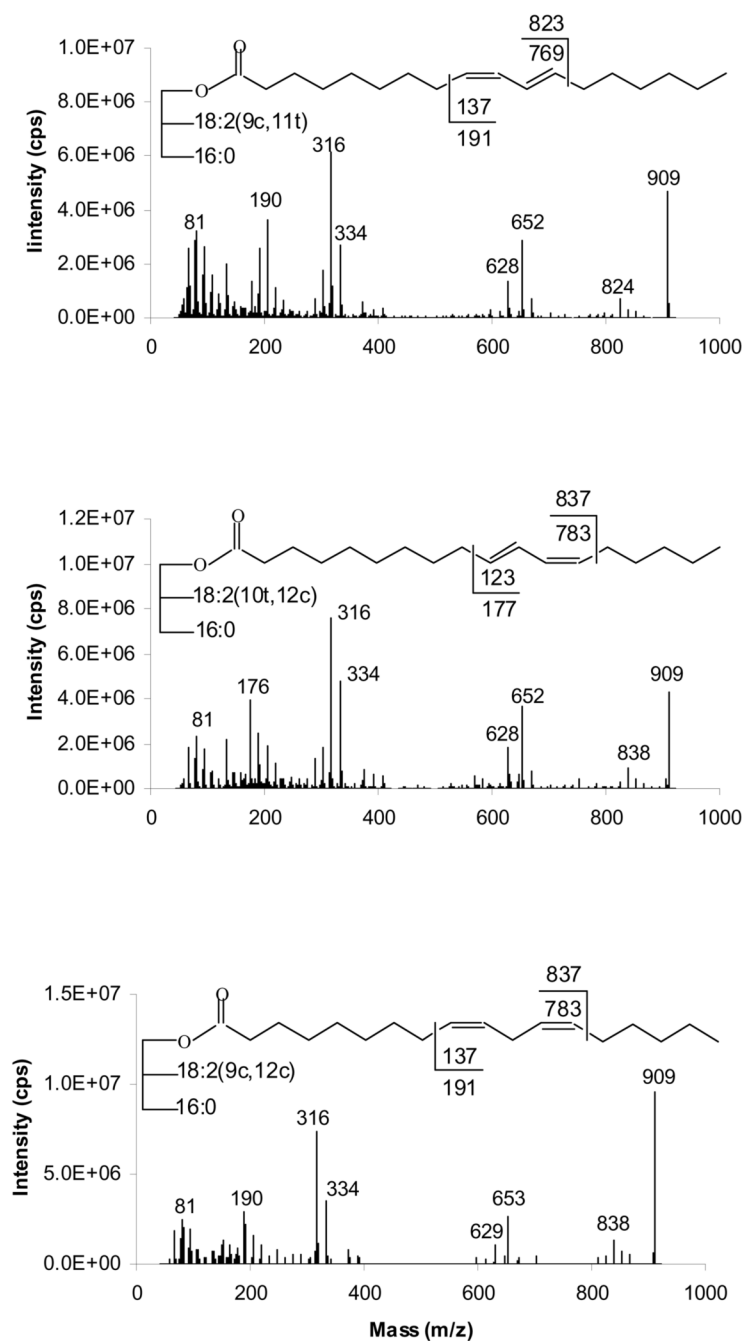 823
1.0E+07
O
769
8.0E+06
O
137
18:2(9c,11t)
191
6.0E+06
16:0
316
909
Iintensity (cps)
4.0E+06
81
190
334
652
2.0E+06
628
824
0.0E+00
0 200 400 600 800 1000
837
1.2E+07
O
783
1.0E+07
O
123
18:2(10t,12c)
177
8.0E+06
16:0
316
Intensity (cps)
6.0E+06
334
176
652
909
4.0E+06
81
628
2.0E+06
838
0.0E+00
0 200 400 600 800 1000
837
1.5E+07
O
783
O
137
18:2(9c,12c)
191
909
1.0E+07
16:0
316
Intensity (cps)
5.0E+06
81
190
334
653
629
838
0.0E+00
0 200 400 600 800 1000
Mass (m/z)